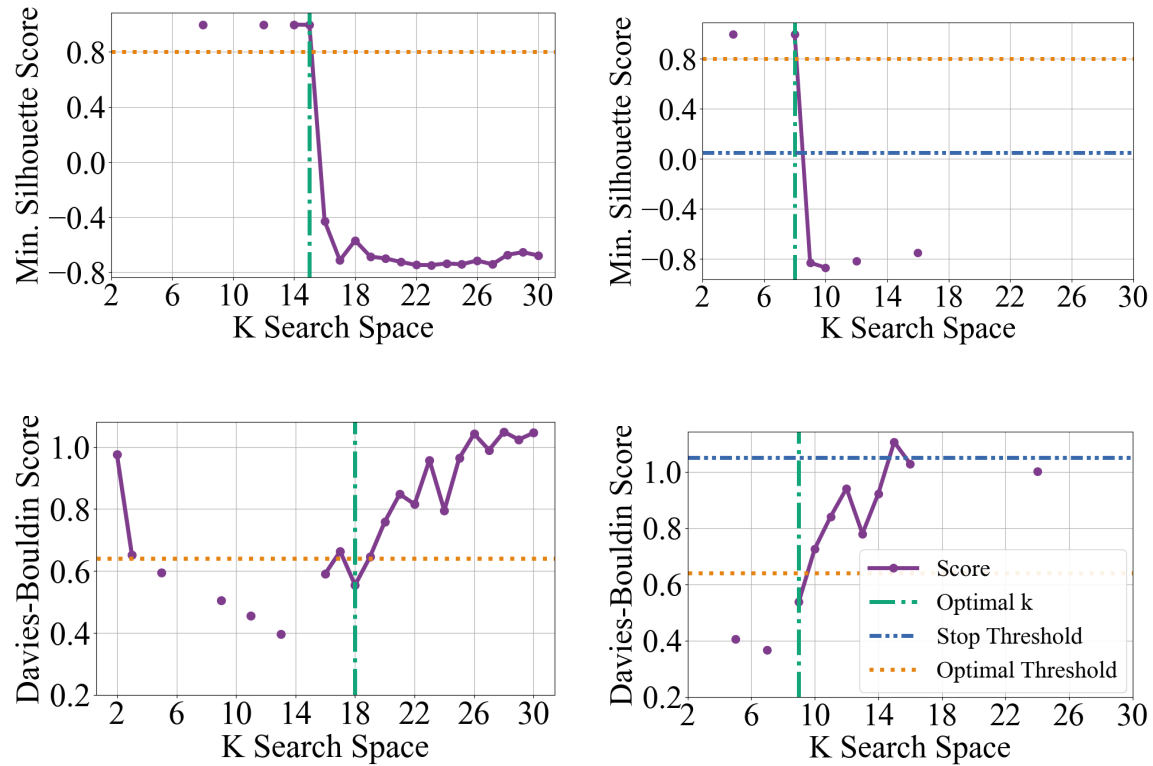 Min. Silhouette Score
0.8
0.4
0.0
−0.4
−0.8
2 6 10 14 18 22 26 30
K Search Space
Min. Silhouette Score
0.8
0.4
0.0
−0.4
−0.8
2 6 10 14 18 22 26 30
K Search Space
Davies-Bouldin Score
1.0
0.8
0.6
0.4
0.2
2 6 10 14 18 22 26 30
K Search Space
Davies-Bouldin Score
1.0
0.8
0.6
0.4
0.2
2 6 10 14 18 22 26 30
K Search Space
Score
Optimal k
Stop Threshold
Optimal Threshold